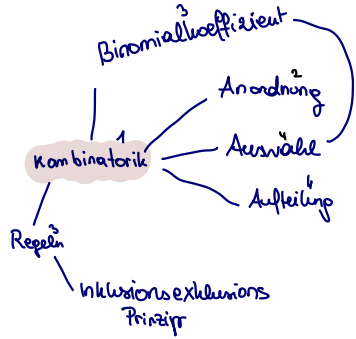 3
Binomialkoeffizient
Anordnung 2
Kombinatorik 1
Auswahl 4
Aufteilung 4
Regeln 3
Inklusionsexklusions
Prinzip